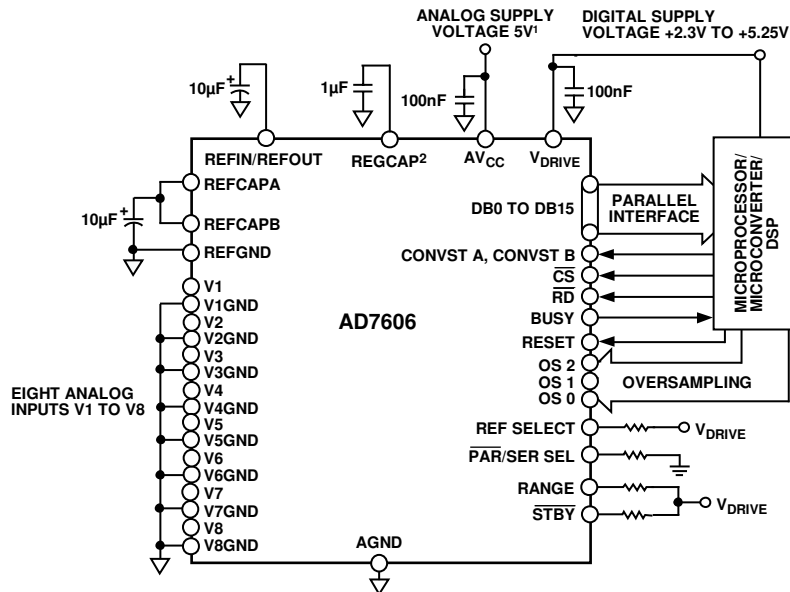 ANALOG SUPPLY
VOLTAGE 5V¹
DIGITAL SUPPLY
VOLTAGE +2.3V TO +5.25V
10µF
+
1µF
100nF
100nF
REFIN/REFOUT
REGCAP²
AVCC
VDRIVE
REFCAPA
REFCAPB
REFGND
10µF
+
V1
V1GND
V2
V2GND
V3
V3GND
V4
V4GND
V5
V5GND
V6
V6GND
V7
V7GND
V8
V8GND
EIGHT ANALOG
INPUTS V1 TO V8
AD7606
AGND
DB0 TO DB15
CONVST A, CONVST B
CS
RD
BUSY
RESET
OS 2
OS 1
OS 0
REF SELECT
PAR/SER SEL
RANGE
STBY
PARALLEL
INTERFACE
OVERSAMPLING
VDRIVE
VDRIVE
MICROPROCESSOR/
MICROCONVERTER/
DSP